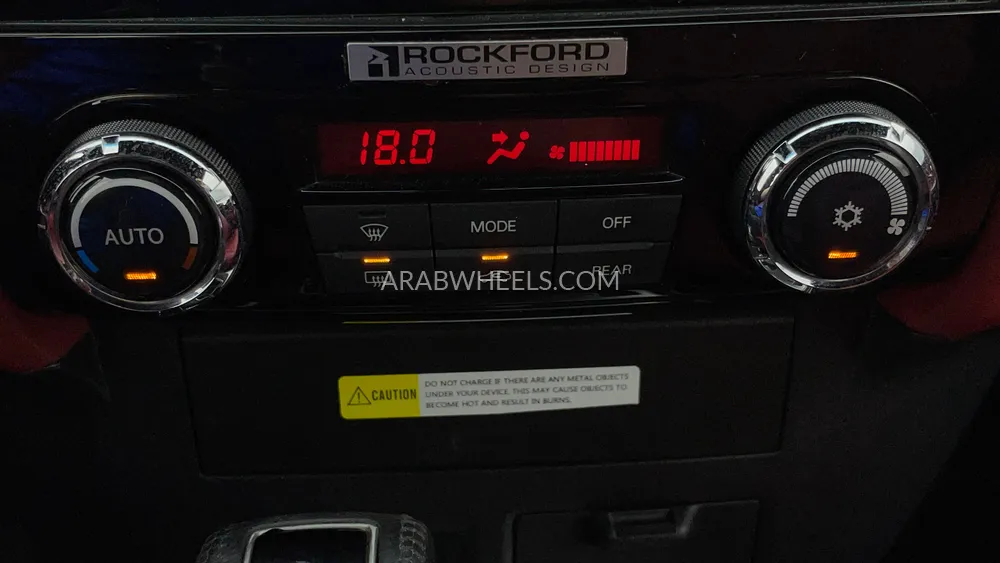 ROCKFORD
ACOUSTIC DESIGN
18.0
AUTO
MODE
OFF
REAR
ARABWHEELS.COM
CAUTION
DO NOT CHARGE IF THERE ARE ANY METAL OBJECTS
UNDER YOUR DEVICE. THIS MAY CAUSE OBJECTS TO
BECOME HOT AND RESULT IN BURNS.